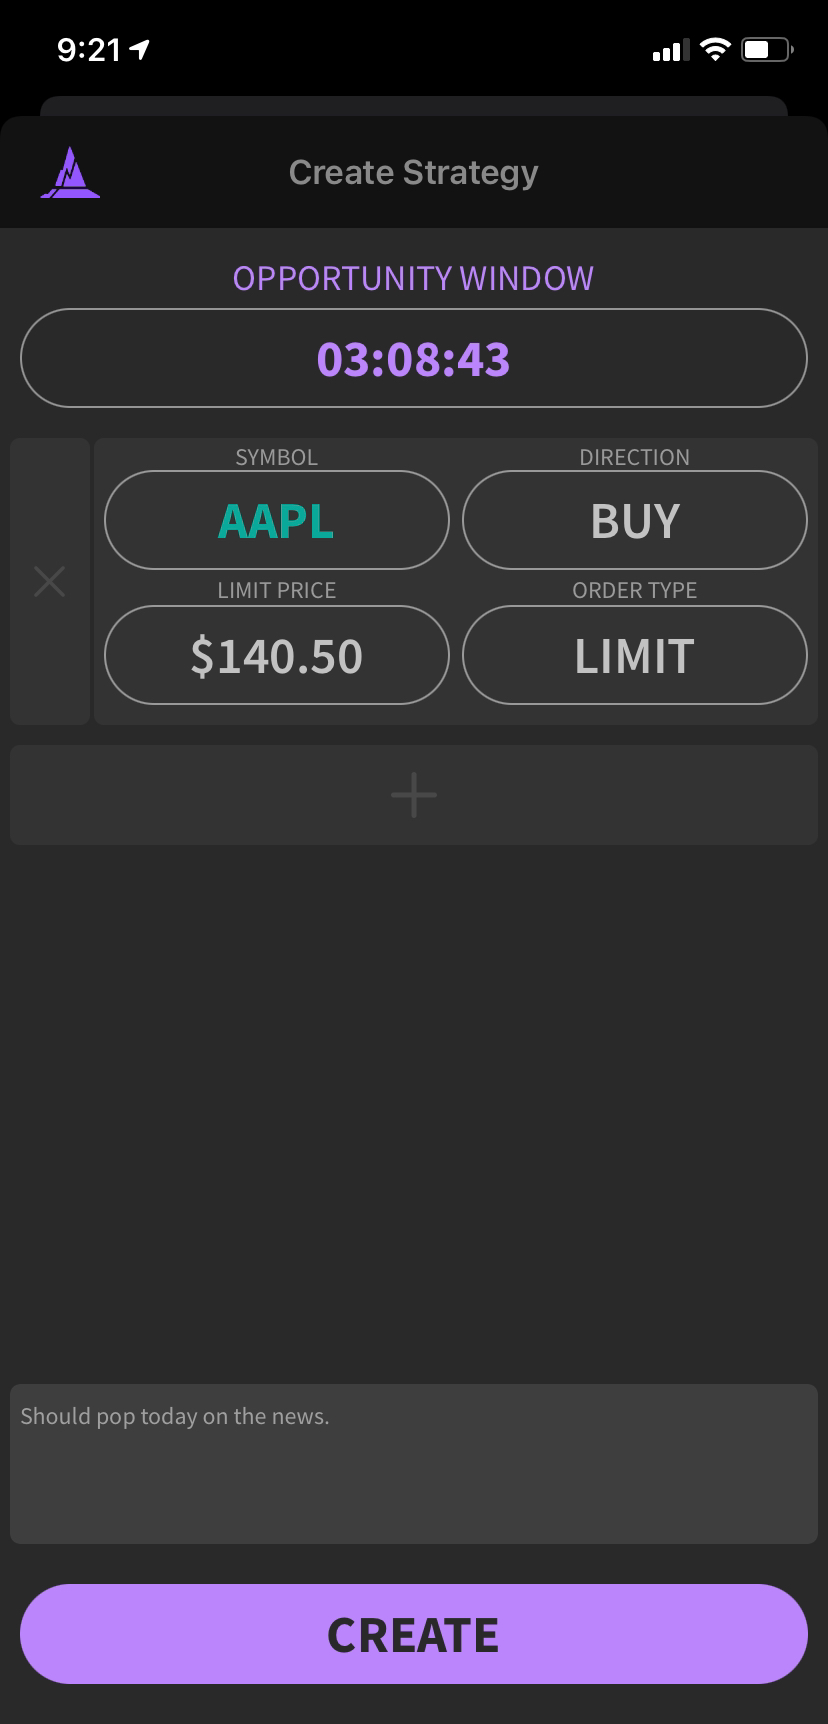 9:21
Create Strategy
OPPORTUNITY WINDOW
03:08:43
SYMBOL
DIRECTION
AAPL
BUY
LIMIT PRICE
ORDER TYPE
$140.50
LIMIT
Should pop today on the news.
CREATE